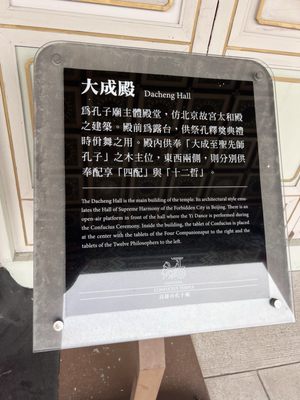 大成殿 Dacheng Hall
爲孔子廟主體殿堂，仿北京故宮太和殿
之建築。殿前爲露台，供祭孔釋奠典禮
時佾舞之用。殿內供奉「大成至聖先師
孔子」之木主位，東西兩側，則分別供
奉配享「四配」與「十二哲」。
The Dacheng Hall is the main building of the temple. Its architectural style emu-
lates the Hall of Supreme Harmony of the Forbidden City in Beijing. There is an
open-air platform in front of the hall where the Yi Dance is performed during
the Confucius Ceremony. Inside the building, the tablet of Confucius is placed
at the center with the tablets of the Four Companionsput to the right and the
tablets of the Twelve Philosophers to the left.